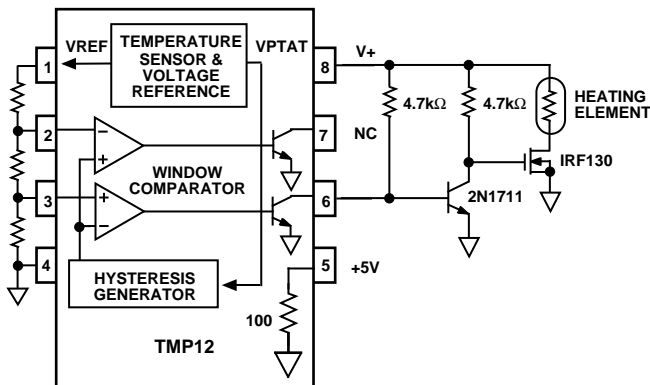 TEMPERATURE
SENSOR &
VOLTAGE
REFERENCE
VREF
VPTAT
1
8
V+
4.7kΩ
4.7kΩ
HEATING
ELEMENT
2
7
NC
–
+
WINDOW
COMPARATOR
IRF130
3
6
2N1711
+
–
4
5
+5V
HYSTERESIS
GENERATOR
100
TMP12